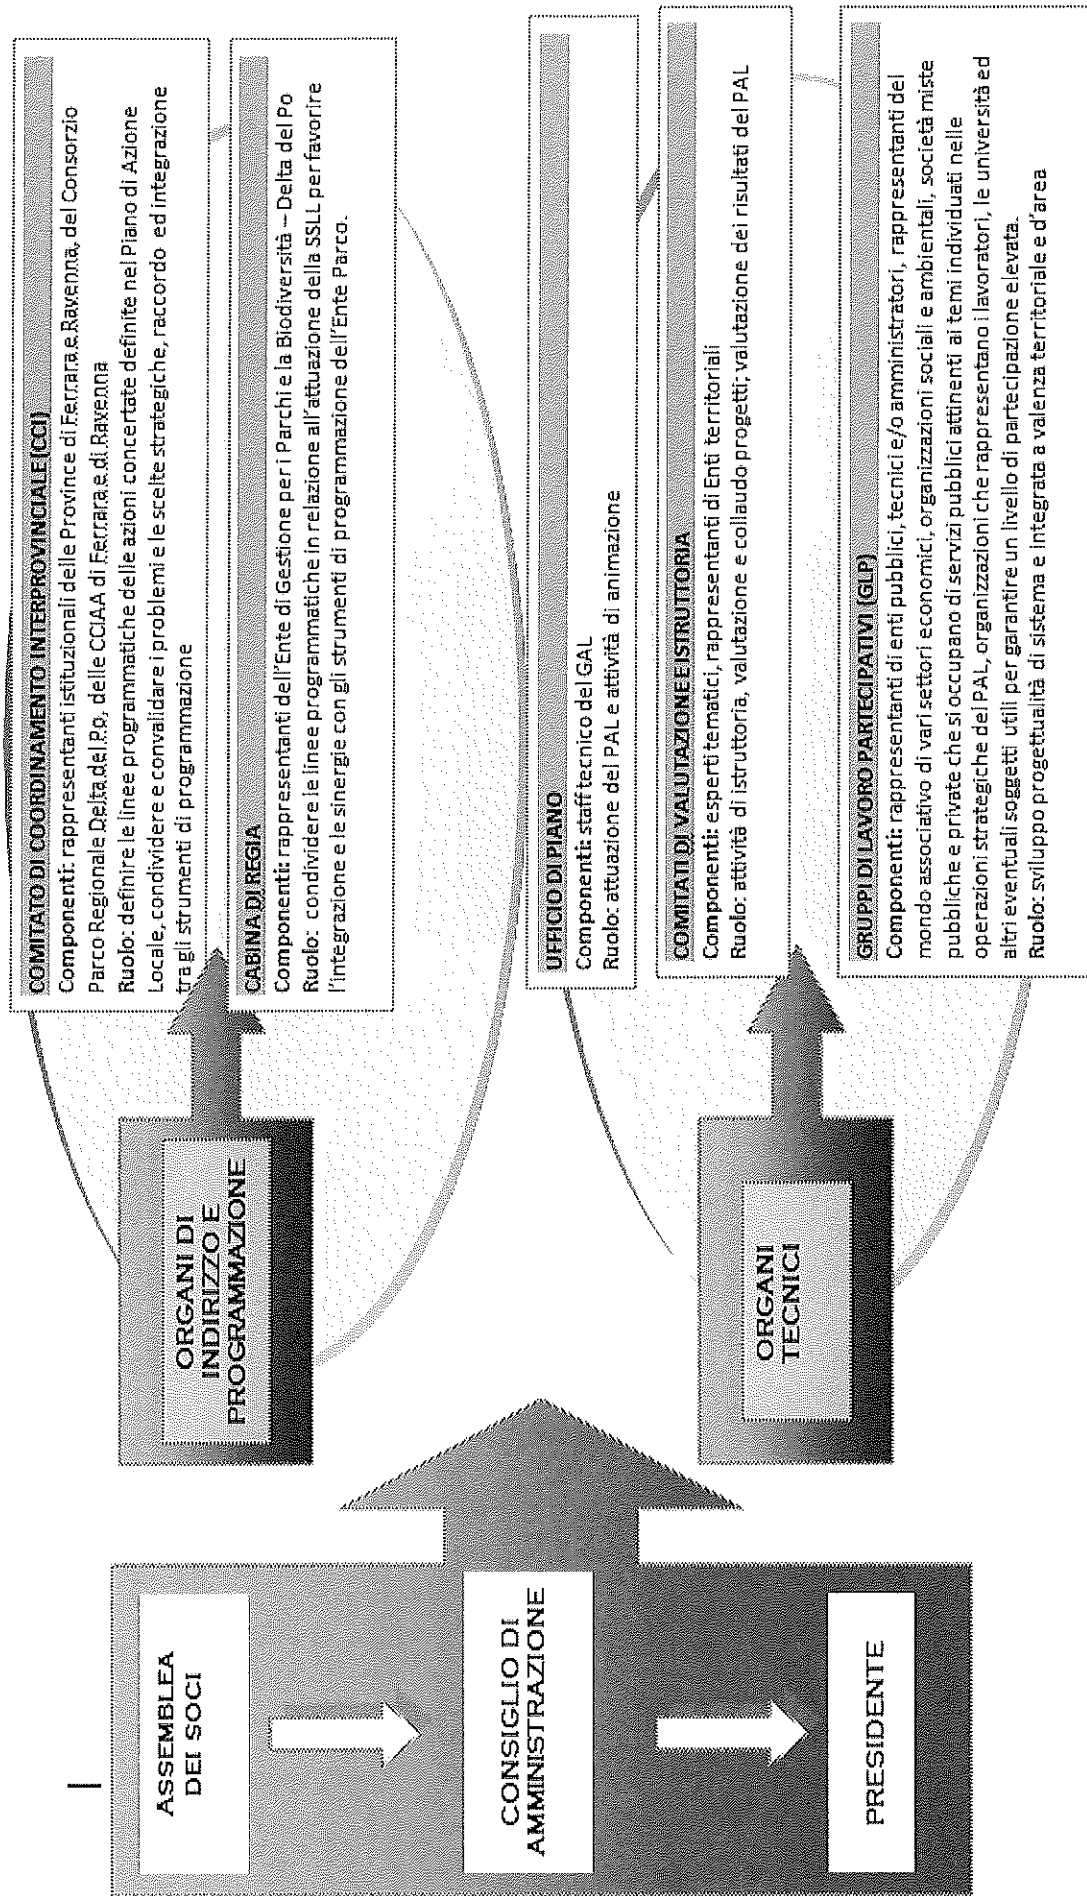 ASSEMBLEA
DEI SOCI
CONSIGLIO DI
AMMINISTRAZIONE
PRESIDENTE
ORGANI DI
INDIRIZZO E
PROGRAMMAZIONE
COMITATO DI COORDINAMENTO INTERPROVINCIALE (CCI)
Componenti: rappresentanti istituzionali delle Province di Ferrara e Ravenna, del Consorzio
Parco Regionale Delta del Po, delle CCIAA di Ferrara e di Ravenna
Ruolo: definire le linee programmatiche delle azioni concertate definite nel Piano di Azione
Locale, condividere e convalidare i problemi e le scelte strategiche, raccordo ed integrazione
tra gli strumenti di programmazione
CABINA DI REGIA
Componenti: rappresentanti dell'Ente di Gestione per i Parchi e la Biodiversità – Delta del Po
Ruolo: condividere le linee programmatiche in relazione all'attuazione della SSLL per favorire
l'integrazione e le sinergie con gli strumenti di programmazione dell'Ente Parco.
ORGANI
TECNICI
UFFICIO DI PIANO
Componenti: staff tecnico del GAL
Ruolo: attuazione del PAL e attività di animazione
COMITATI DI VALUTAZIONE E ISTRUTTORIA
Componenti: esperti tematici, rappresentanti di Enti territoriali
Ruolo: attività di istruttoria, valutazione e collaudo progetti; valutazione dei risultati del PAL
GRUPPI DI LAVORO PARTECIPATIVI (GLP)
Componenti: rappresentanti di enti pubblici, tecnici e/o amministratori, rappresentanti del
mondo associativo di vari settori economici, organizzazioni sociali e ambientali, società miste
pubbliche e private che si occupano di servizi pubblici attinenti ai temi individuati nelle
operazioni strategiche del PAL, organizzazioni che rappresentano i lavoratori, le università ed
altri eventuali soggetti utili per garantire un livello di partecipazione elevata.
Ruolo: sviluppo progettualità di sistema e integrata a valenza territoriale e d'area